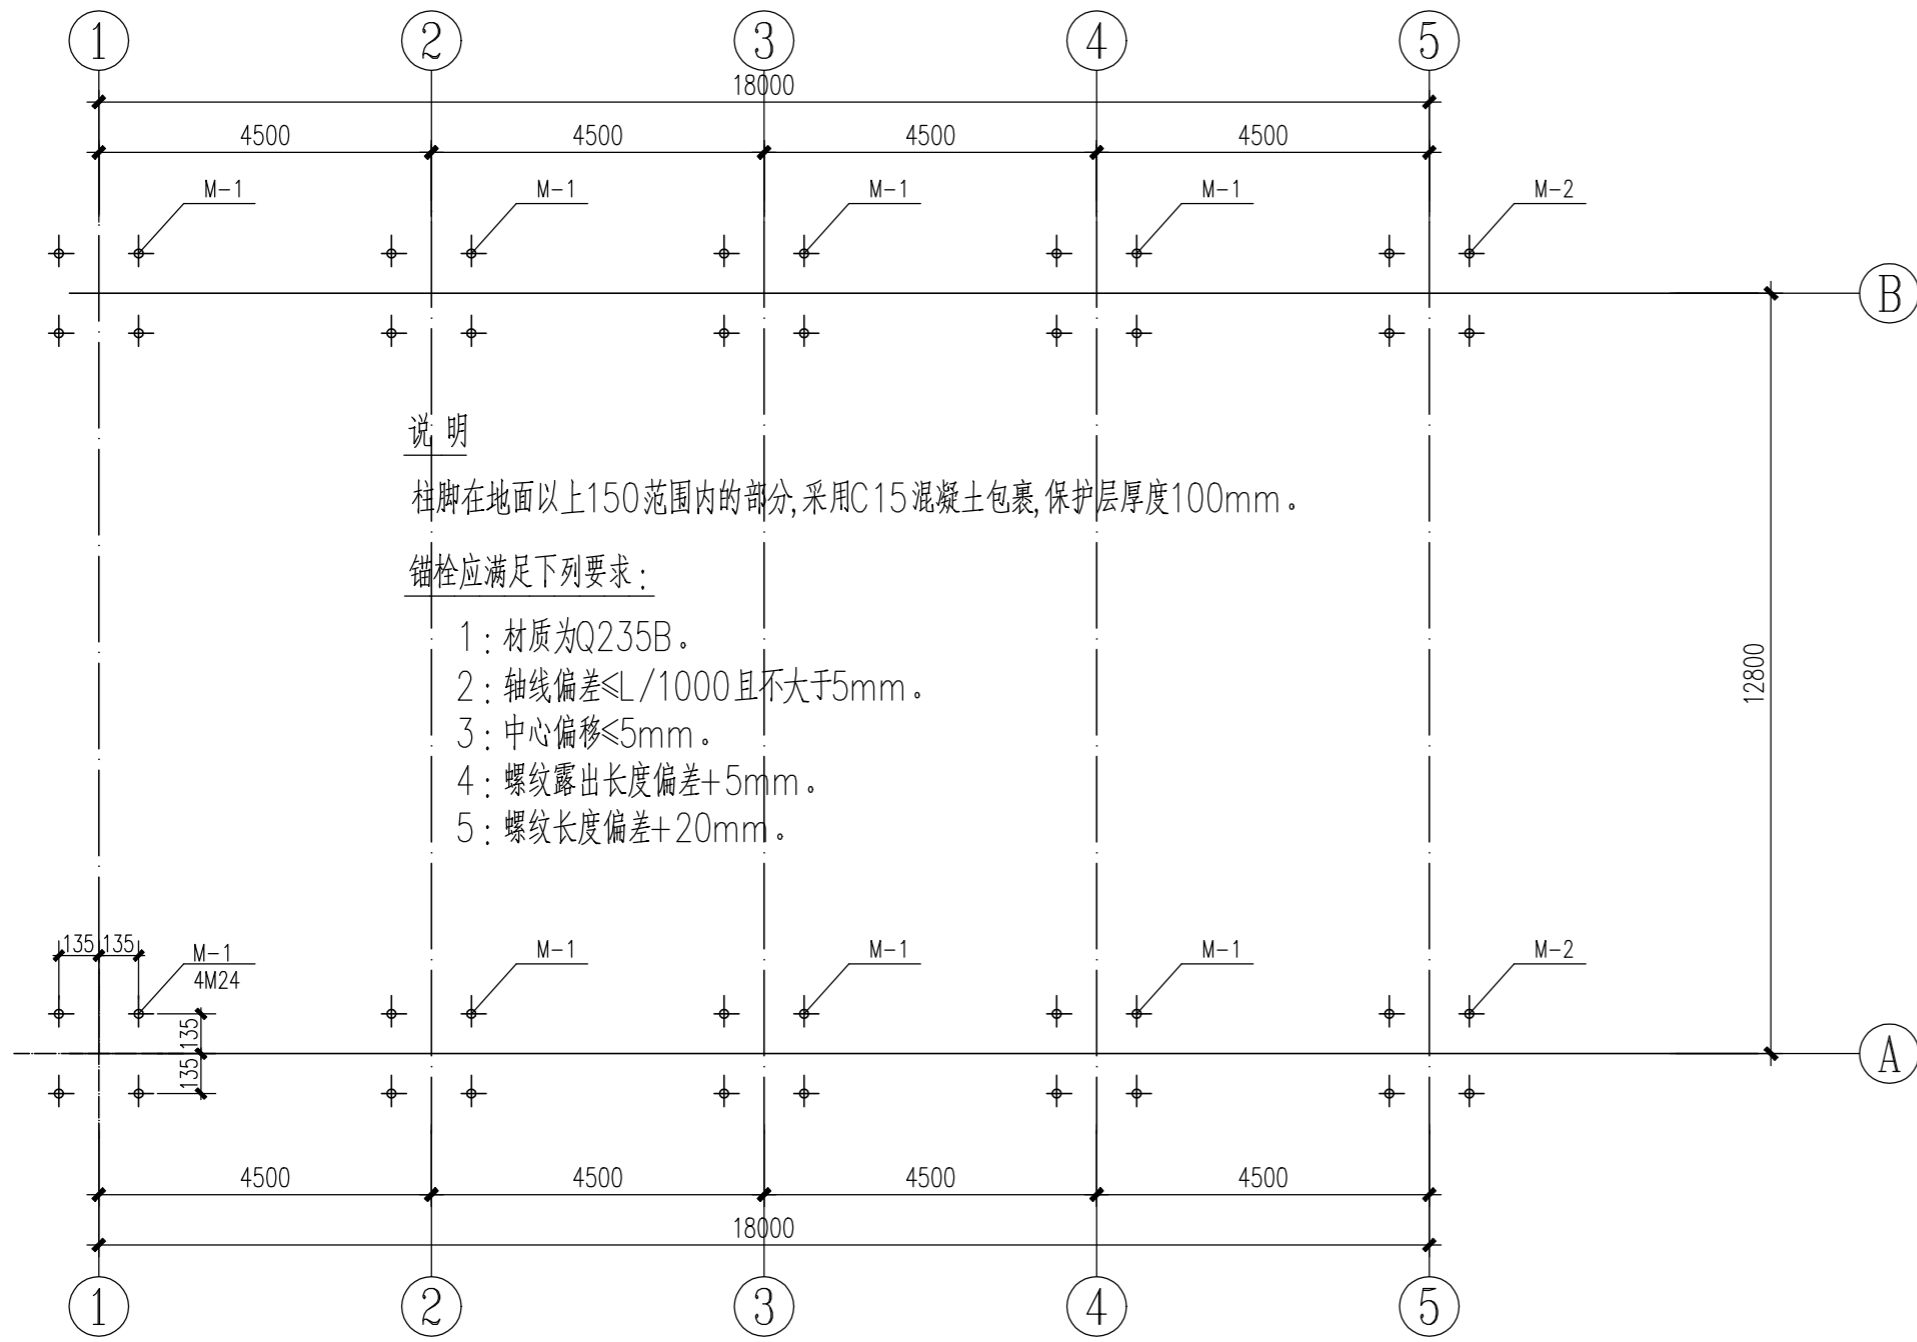 1 2 3 4 5
18000
4500 4500 4500 4500
M-1 M-1 M-1 M-1 M-2
B
说 明
柱脚在地面以上150范围内的部分,采用C15混凝土包裹,保护层厚度100mm。
锚栓应满足下列要求:
1:材质为Q235B。
2:轴线偏差≤L/1000且不大于5mm。
12800
3:中心偏移≤5mm。
4:螺纹露出长度偏差+5mm。
5:螺纹长度偏差+20mm。
135 135 M-1 M-1 M-1 M-1 M-2
4M24
135
A
135
4500 4500 4500 4500
18000
1 2 3 4 5